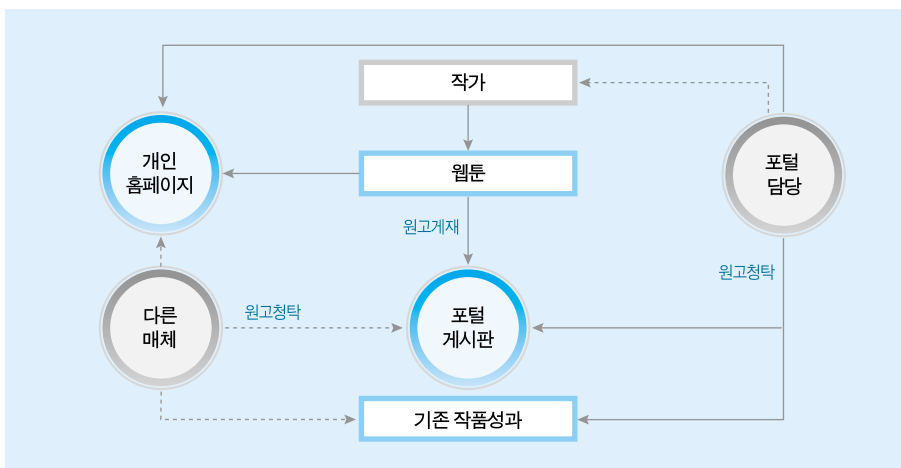 작가
개인
홈페이지
웹툰
포털
담당
원고게재
원고청탁
다른
매체
원고청탁
포털
게시판
기존 작품성과